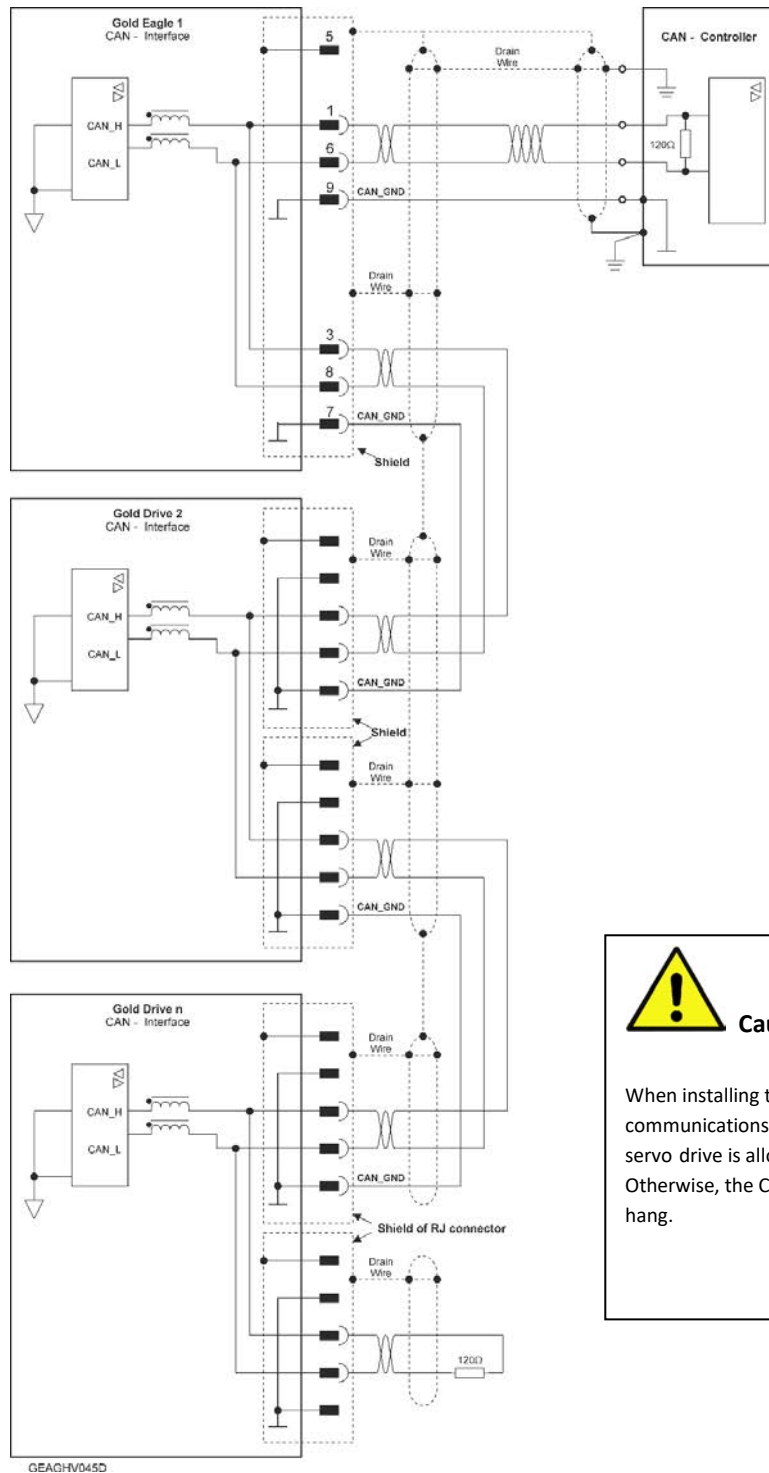 Gold Eagle 1
CAN - Interface
CAN_H
CAN_L
5
1
6
9
CAN_GND
Drain
Wire
3
8
7
CAN_GND
Shield
Drain
Wire
CAN - Controller
120Ω
Gold Drive 2
CAN - Interface
CAN_H
CAN_L
Drain
Wire
CAN_GND
Shield
Drain
Wire
CAN_GND
Gold Drive n
CAN - Interface
CAN_H
CAN_L
Drain
Wire
CAN_GND
Shield of RJ connector
Drain
Wire
120Ω
GEAGHV045D
When installing
communications
servo drive is
Otherwise, the
hang.